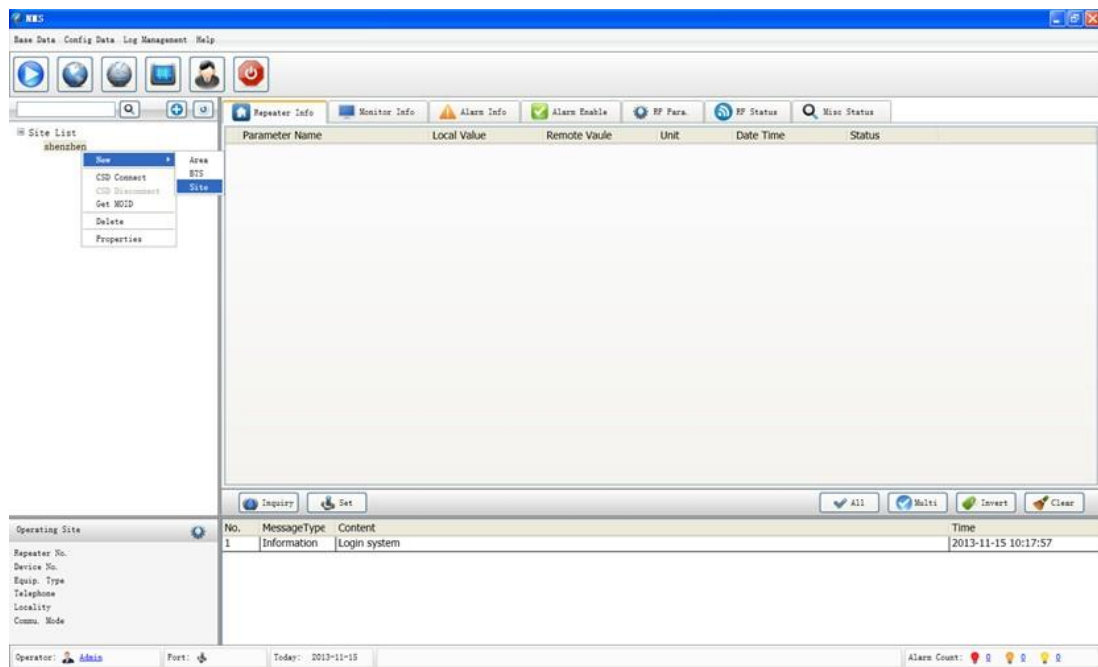 NMS
Base Data Config Data Log Management Help
Repeater Info Monitor Info Alarm Info Alarm Enable RF Para. RF Status Misc Status
Site List
shenzhen
New
CSD Connect
CSD Disconnect
Get MOID
Delete
Properties
Area
BTS
Site
Parameter Name Local Value Remote Vaule Unit Date Time Status
Inquiry Set All Multi Invert Clear
Operating Site
Repeater No.
Device No.
Equip. Type
Telephone
Locality
Commu. Mode
No. MessageType Content Time
1 Information Login system 2013-11-15 10:17:57
Operator: Admin Port: Today: 2013-11-15 Alarm Count: 0 0 0